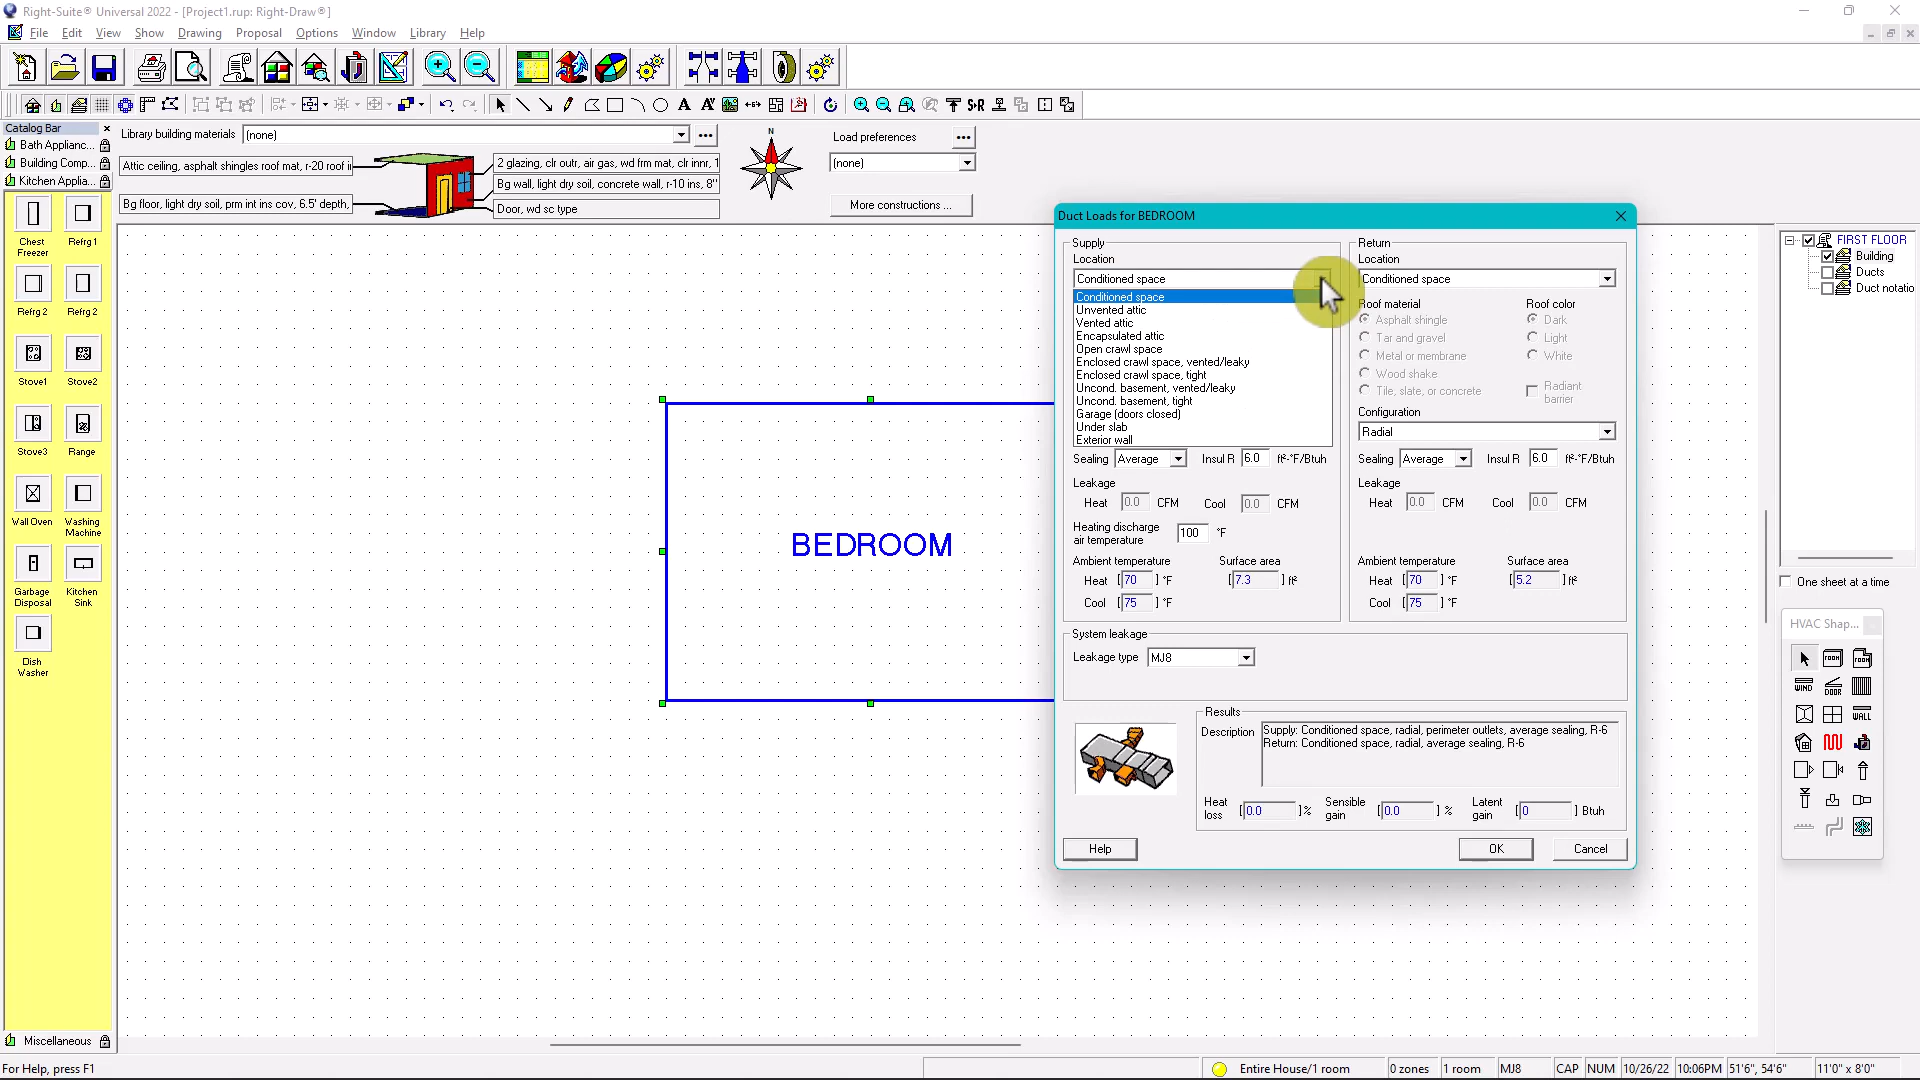 Right-Suite® Universal 2022 - [Project1.rup: Right-Draw®]
File Edit View Show Drawing Proposal Options Window Library Help
S›R
Catalog Bar
Bath Applianc...
Building Comp...
Kitchen Applia...
Library building materials (none)
Attic ceiling, asphalt shingles roof mat, r-20 roof i
Bg floor, light dry soil, prm int ins cov, 6.5' depth,
2 glazing, clr outr, air gas, wd frm mat, clr innr, 1
Bg wall, light dry soil, concrete wall, r-10 ins, 8"
Door, wd sc type
N
Load preferences
(none)
More constructions ...
Chest Freezer
Refrg1
Refrg 2
Refrg 2
Stove1
Stove2
Stove3
Range
Wall Oven
Washing Machine
Garbage Disposal
Kitchen Sink
Dish Washer
Miscellaneous
BEDROOM
Duct Loads for BEDROOM
Supply
Location
Conditioned space
Conditioned space
Unvented attic
Vented attic
Encapsulated attic
Open crawl space
Enclosed crawl space, vented/leaky
Enclosed crawl space, tight
Uncond. basement, vented/leaky
Uncond. basement, tight
Garage (doors closed)
Under slab
Exterior wall
Sealing Average Insul R 6.0 ft²-°F/Btuh
Leakage
Heat 0.0 CFM Cool 0.0 CFM
Heating discharge
air temperature 100 °F
Ambient temperature Surface area
Heat [70 ] °F [7.3 ] ft²
Cool [75 ] °F
Return
Location
Conditioned space
Roof material Roof color
Asphalt shingle Dark
Tar and gravel Light
Metal or membrane White
Wood shake
Tile, slate, or concrete Radiant barrier
Configuration
Radial
Sealing Average Insul R 6.0 ft²-°F/Btuh
Leakage
Heat 0.0 CFM Cool 0.0 CFM
Ambient temperature Surface area
Heat [70 ] °F [5.2 ] ft²
Cool [75 ] °F
System leakage
Leakage type MJ8
Results
Description Supply: Conditioned space, radial, perimeter outlets, average sealing, R-6
Return: Conditioned space, radial, average sealing, R-6
Heat loss [0.0 ] % Sensible gain [0.0 ] % Latent gain [0 ] Btuh
Help OK Cancel
FIRST FLOOR
Building
Ducts
Duct notatio
One sheet at a time
HVAC Shap...
ROOM
ROOM
WIND
DOOR
WALL
For Help, press F1
Entire House/1 room 0 zones 1 room MJ8 CAP NUM 10/26/22 10:06PM 51'6", 54'6" 11'0" x 8'0"